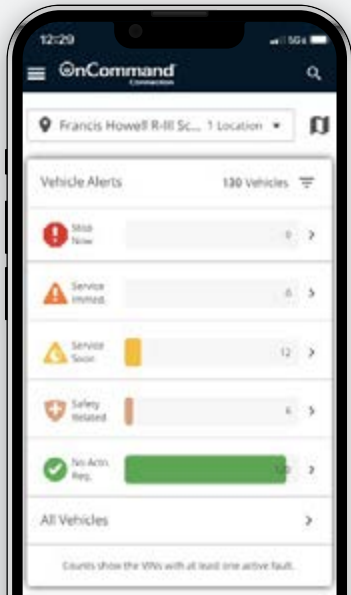 12:29
5G
OnCommand
Connection
Francis Howell R-III Sc... 1 Location
Vehicle Alerts 130 Vehicles
Stop
Now 0
Service
Immed.
Service
Soon 12
Safety
Related 6
No Actn.
Req.
All Vehicles
Counts show the VINs with at least one active fault.